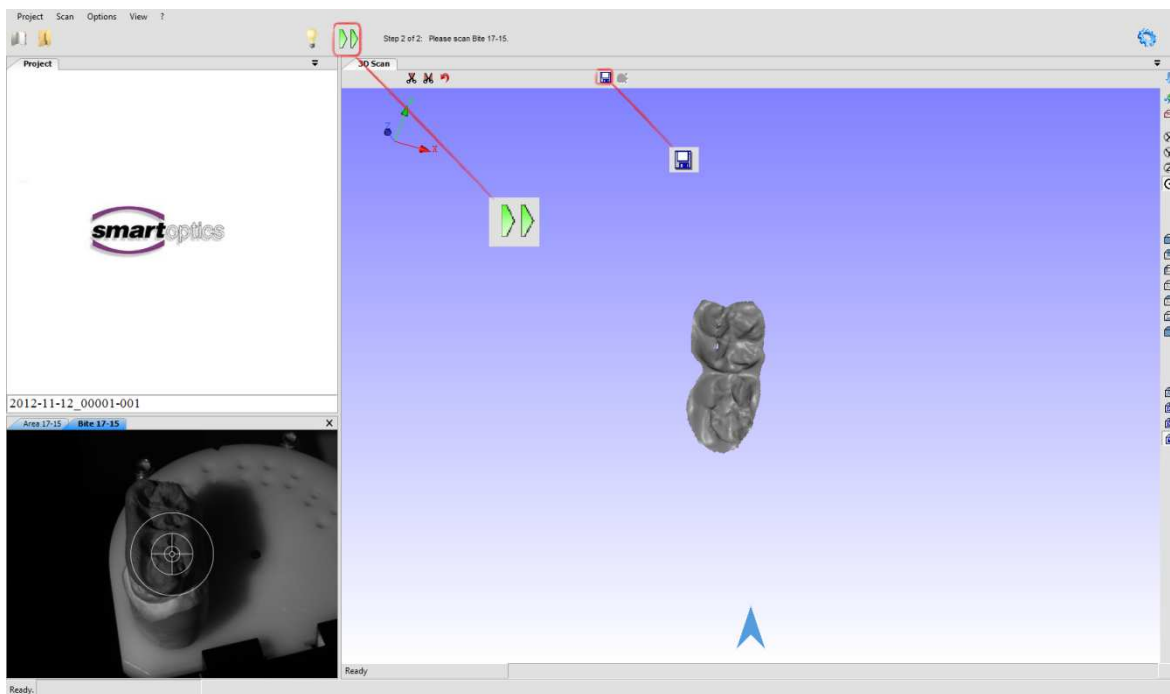 Project Scan Options View ?
Step 2 of 2: Please scan Bite 17-15.
Project
3D Scan
Z
Y
X
smartoptics
2012-11-12_00001-001
Area 17-15 Bite 17-15 X
Ready
Ready.